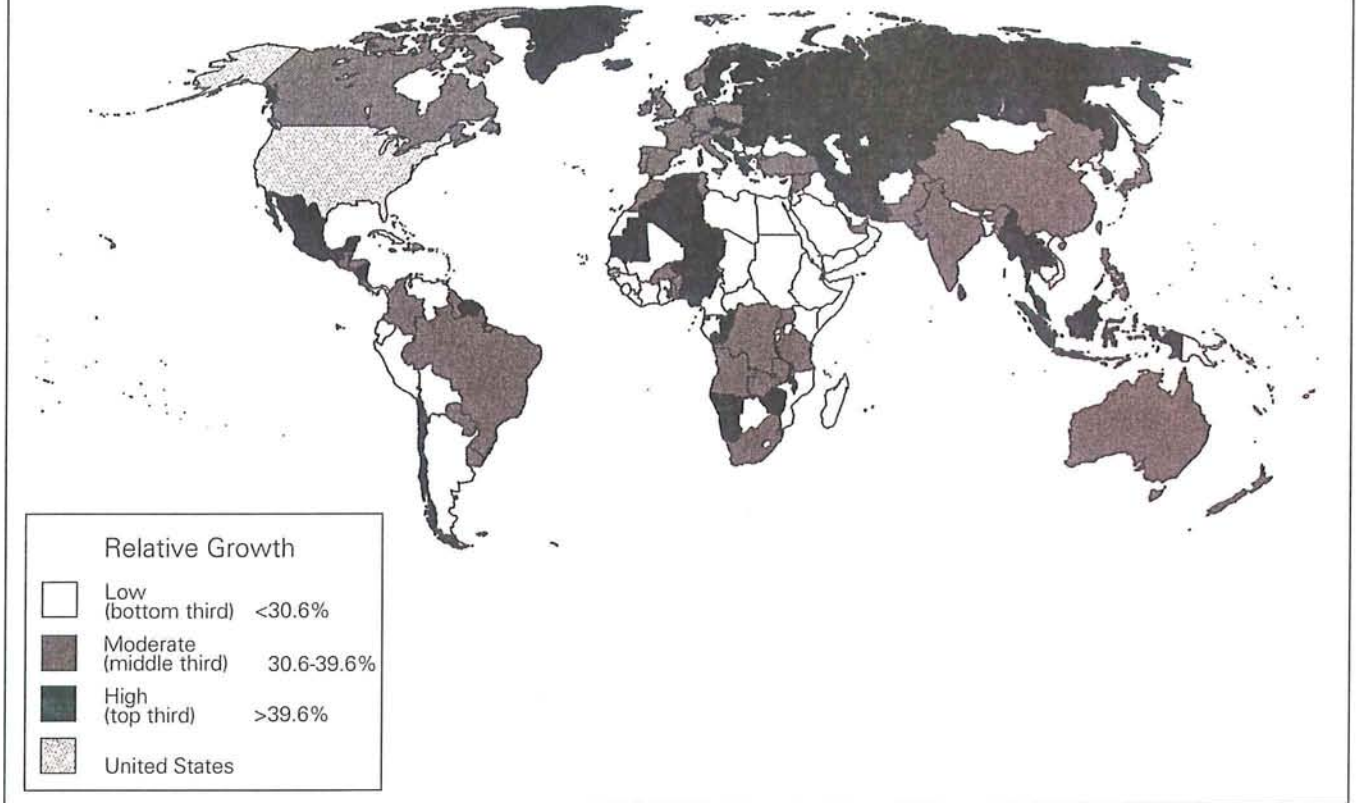 Relative Growth
Low
(bottom third) <30.6%
Moderate
(middle third) 30.6-39.6%
High
(top third) >39.6%
United States